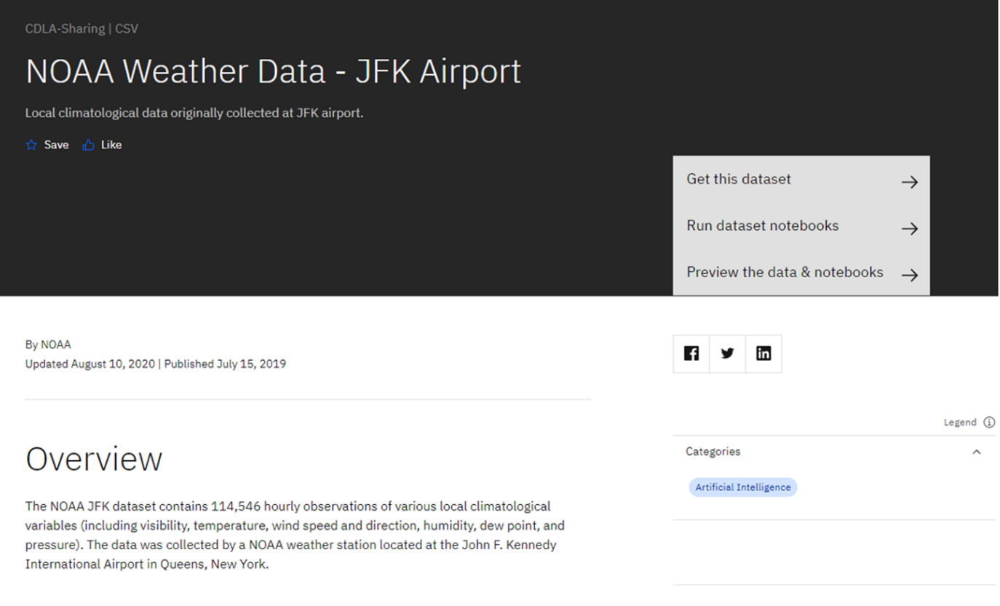 CDLA-Sharing | CSV
NOAA Weather Data - JFK Airport
Local climatological data originally collected at JFK airport.
Save Like
Get this dataset
Run dataset notebooks
Preview the data & notebooks
By NOAA
Updated August 10, 2020 | Published July 15, 2019
Overview
The NOAA JFK dataset contains 114,546 hourly observations of various local climatological
variables (including visibility, temperature, wind speed and direction, humidity, dew point, and
pressure). The data was collected by a NOAA weather station located at the John F. Kennedy
International Airport in Queens, New York.
Legend
Categories
Artificial Intelligence